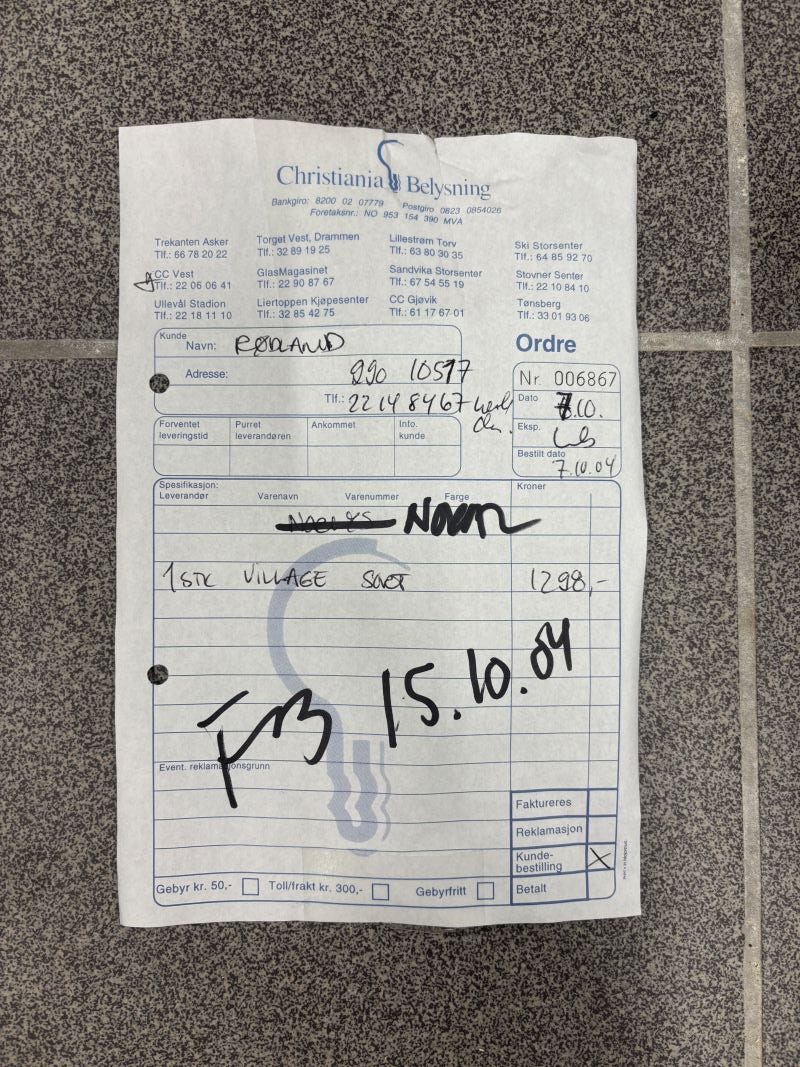 Christiania Belysning
Bankgiro: 8200 02 07779 Postgiro 0823 0854026
Foretaksnr.: NO 953 154 390 MVA
Trekanten Asker Torget Vest, Drammen Lillestrøm Torv Ski Storsenter
Tlf.: 66 78 20 22 Tlf.: 32 89 19 25 Tlf.: 63 80 30 35 Tlf.: 64 85 92 70
CC Vest GlasMagasinet Sandvika Storsenter Stovner Senter
Tlf.: 22 06 06 41 Tlf.: 22 90 87 67 Tlf.: 67 54 55 19 Tlf.: 22 10 84 10
Ullevål Stadion Liertoppen Kjøpesenter CC Gjøvik Tønsberg
Tlf.: 22 18 11 10 Tlf.: 32 85 42 75 Tlf.: 61 17 67 01 Tlf.: 33 01 93 06
Kunde
Navn: RØDLAND
Ordre
Adresse: 990 10517
Nr. 006867
Tlf.: 22 14 84 67
Dato 7.10.
Forventet leveringstid Purret leverandøren Ankommet Info. kunde
Eksp.
Bestilt dato
7.10.04
Spesifikasjon:
Leverandør Varenavn Varenummer Farge Kroner
1 STK VILLAGE SORT 1298,-
15.10.04
Event. reklamasjonsgrunn
Faktureres
Reklamasjon
Kunde-
bestilling X
Gebyr kr. 50,- Toll/frakt kr. 300,- Gebyrfritt Betalt